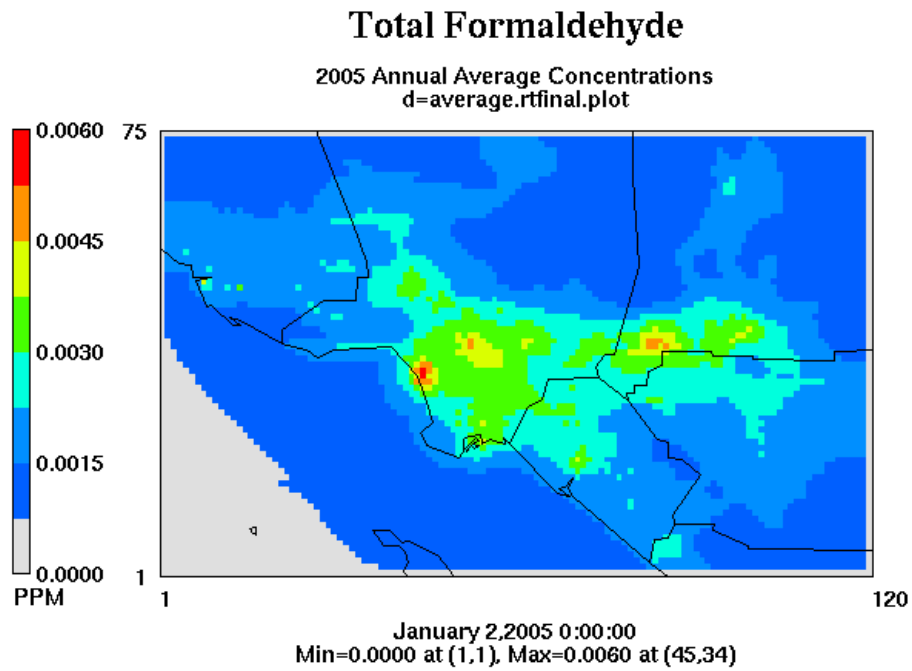 Total Formaldehyde
2005 Annual Average Concentrations
d=average.rtfinal.plot
0.0060
0.0045
0.0030
0.0015
0.0000
PPM
75
1
1
120
January 2,2005 0:00:00
Min=0.0000 at (1,1), Max=0.0060 at (45,34)